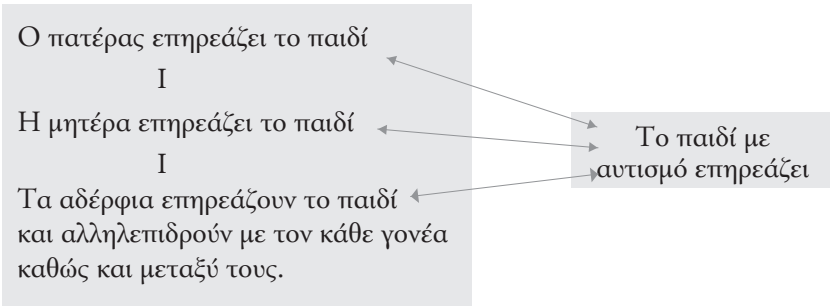 Ο πατέρας επηρεάζει το παιδί
Ι
Η μητέρα επηρεάζει το παιδί
Ι
Τα αδέρφια επηρεάζουν το παιδί
και αλληλεπιδρούν με τον κάθε γονέα
καθώς και μεταξύ τους.
Το παιδί με
αυτισμό επηρεάζει